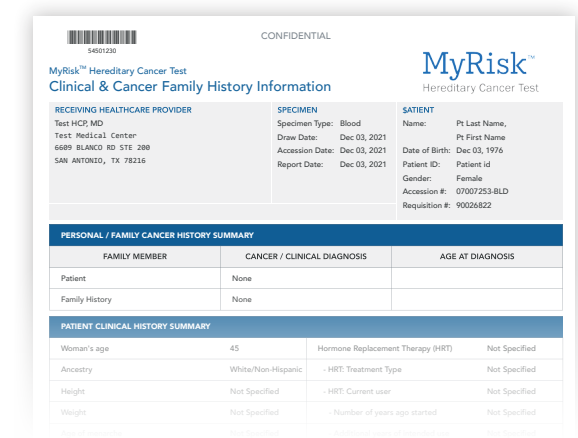 CONFIDENTIAL
54501230
MyRisk™ Hereditary Cancer Test
Clinical & Cancer Family History Information
MyRisk™
Hereditary Cancer Test
RECEIVING HEALTHCARE PROVIDER
Test HCP, MD
Test Medical Center
6609 BLANCO RD STE 200
SAN ANTONIO, TX 78216
SPECIMEN
Specimen Type: Blood
Draw Date: Dec 03, 2021
Accession Date: Dec 03, 2021
Report Date: Dec 03, 2021
SATIENT
Name: Pt Last Name,
Pt First Name
Date of Birth: Dec 03, 1976
Patient ID: Patient id
Gender: Female
Accession #: 07007253-BLD
Requisition #: 90026822
PERSONAL / FAMILY CANCER HISTORY SUMMARY
FAMILY MEMBER CANCER / CLINICAL DIAGNOSIS AGE AT DIAGNOSIS
Patient None
Family History None
PATIENT CLINICAL HISTORY SUMMARY
Woman's age 45 Hormone Replacement Therapy (HRT) Not Specified
Ancestry White/Non-Hispanic - HRT: Treatment Type Not Specified
Height Not Specified - HRT: Current user Not Specified
Weight Not Specified - Number of years ago started Not Specified